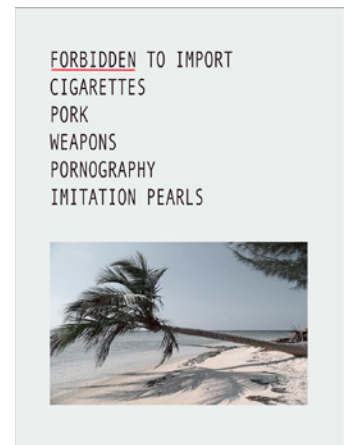 FORBIDDEN TO IMPORT
CIGARETTES
PORK
WEAPONS
PORNOGRAPHY
IMITATION PEARLS